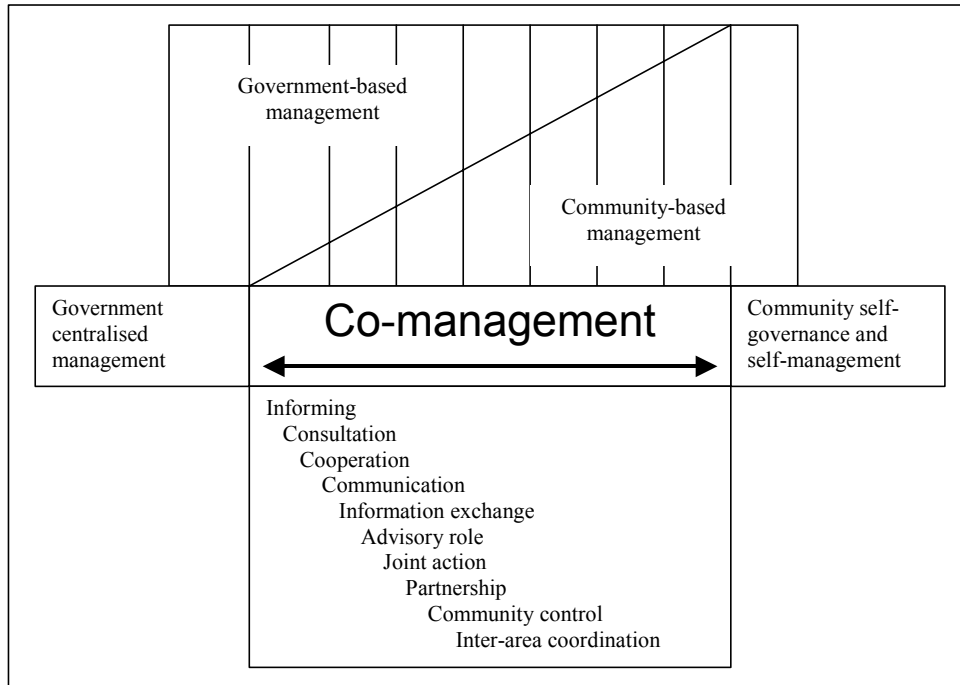 Government-based
management
Community-based
management
Government
centralised
management
Co-management
Community self-
governance and
self-management
Informing
Consultation
Cooperation
Communication
Information exchange
Advisory role
Joint action
Partnership
Community control
Inter-area coordination